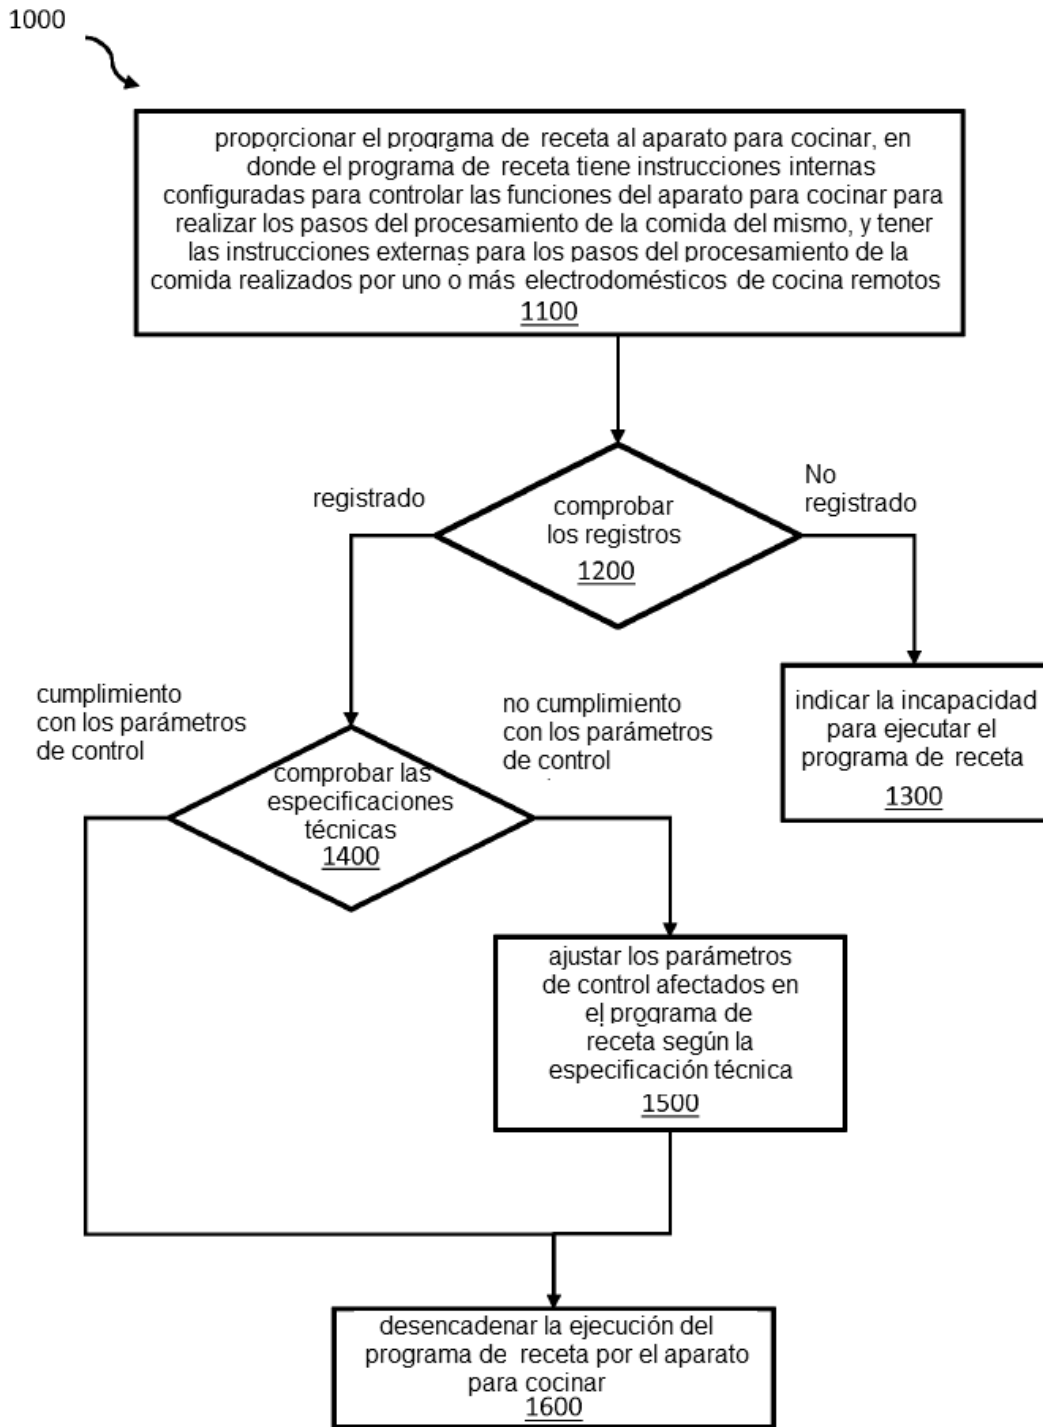 1000
proporcionar el programa de receta al aparato para cocinar, en
donde el programa de receta tiene instrucciones internas
configuradas para controlar las funciones del aparato para cocinar para
realizar los pasos del procesamiento de la comida del mismo, y tener
las instrucciones externas para los pasos del procesamiento de la
comida realizados por uno o más electrodomésticos de cocina remotos
1100
registrado
No
registrado
comprobar
los registros
1200
cumplimiento
con los parámetros
de control
no cumplimiento
con los parámetros
de control
indicar la incapacidad
para ejecutar el
programa de receta
1300
comprobar las
especificaciones
técnicas
1400
ajustar los parámetros
de control afectados en
el programa de
receta según la
especificación técnica
1500
desencadenar la ejecución del
programa de receta por el aparato
para cocinar
1600